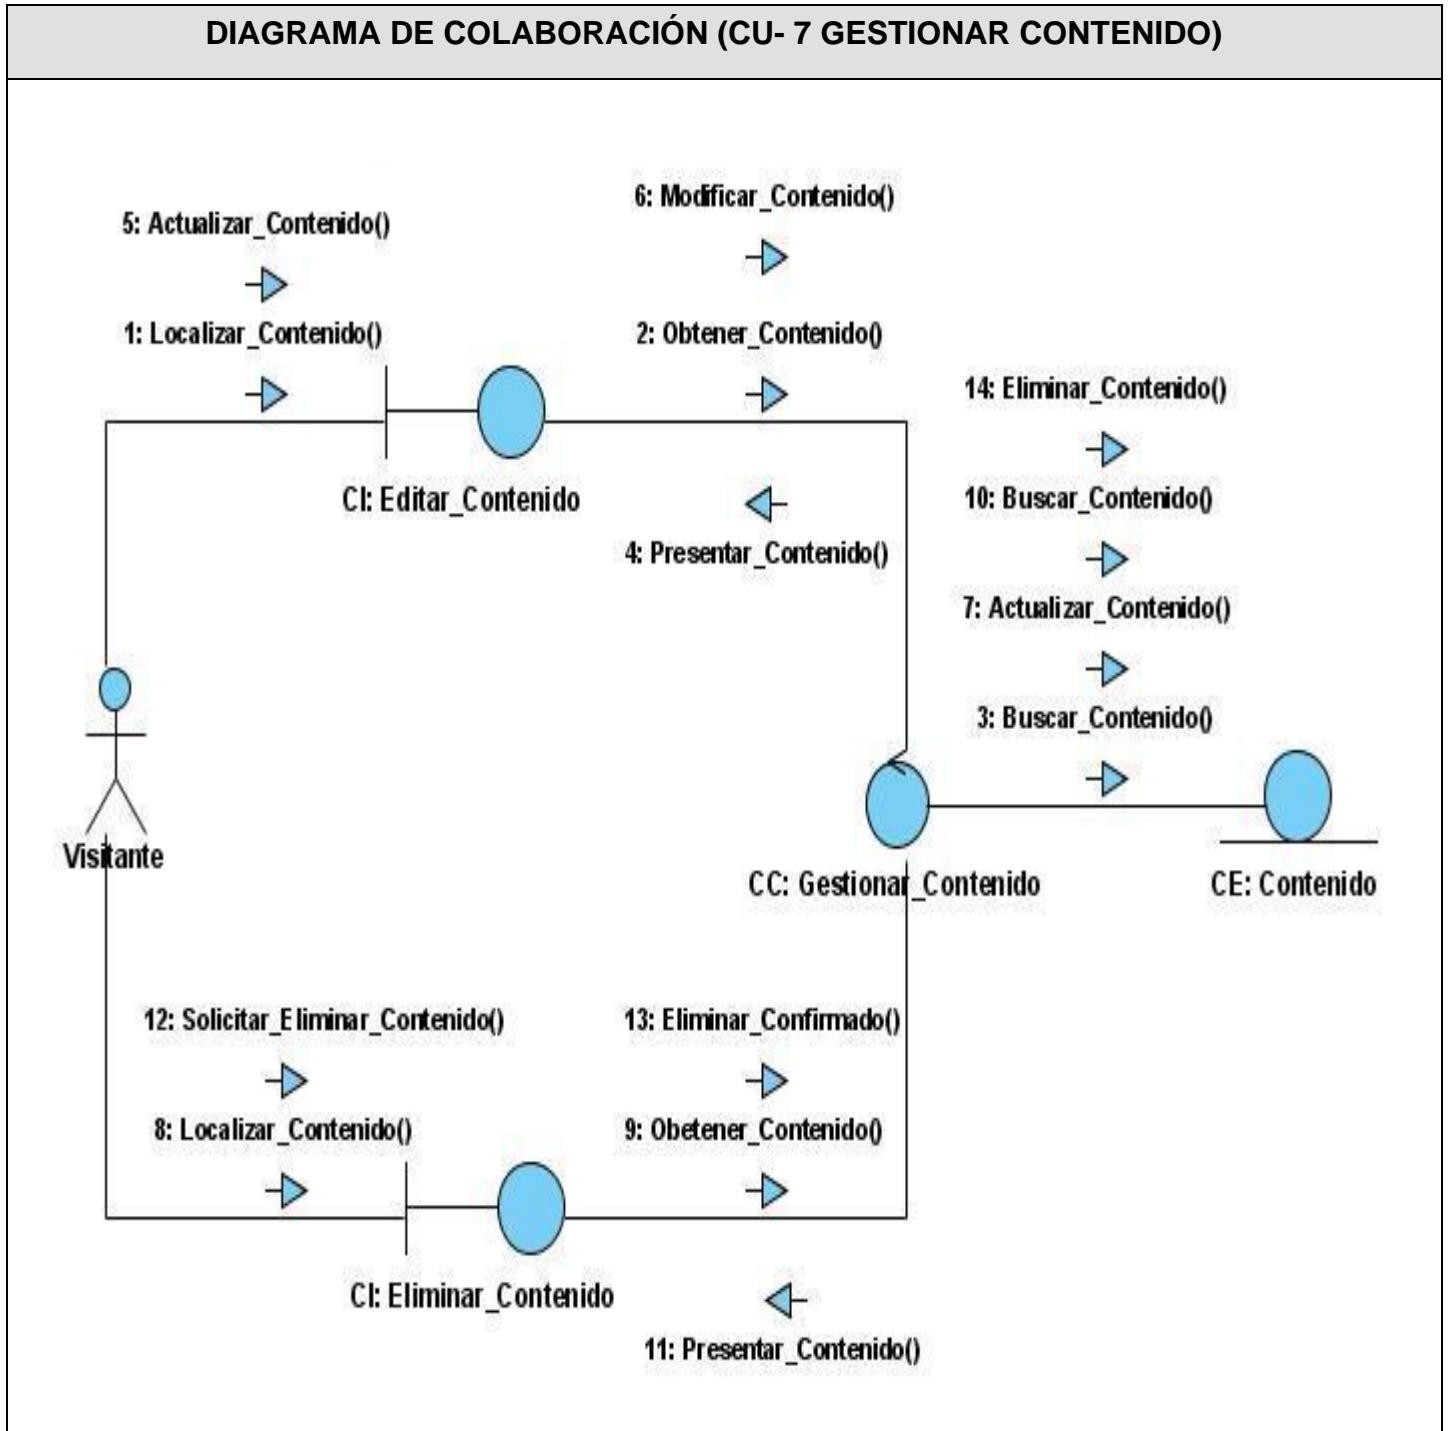 DIAGRAMA DE COLABORACIÓN (CU- 7 GESTIONAR CONTENIDO)
6: Modificar_Contenido()
5: Actualizar_Contenido()
1: Localizar_Contenido()
2: Obtener_Contenido()
14: Eliminar_Contenido()
CI: Editar_Contenido
10: Buscar_Contenido()
4: Presentar_Contenido()
7: Actualizar_Contenido()
3: Buscar_Contenido()
Visitante
CC: Gestionar_Contenido
CE: Contenido
12: Solicitar_Eliminar_Contenido()
13: Eliminar_Confirmado()
8: Localizar_Contenido()
9: Obetener_Contenido()
CI: Eliminar_Contenido
11: Presentar_Contenido()